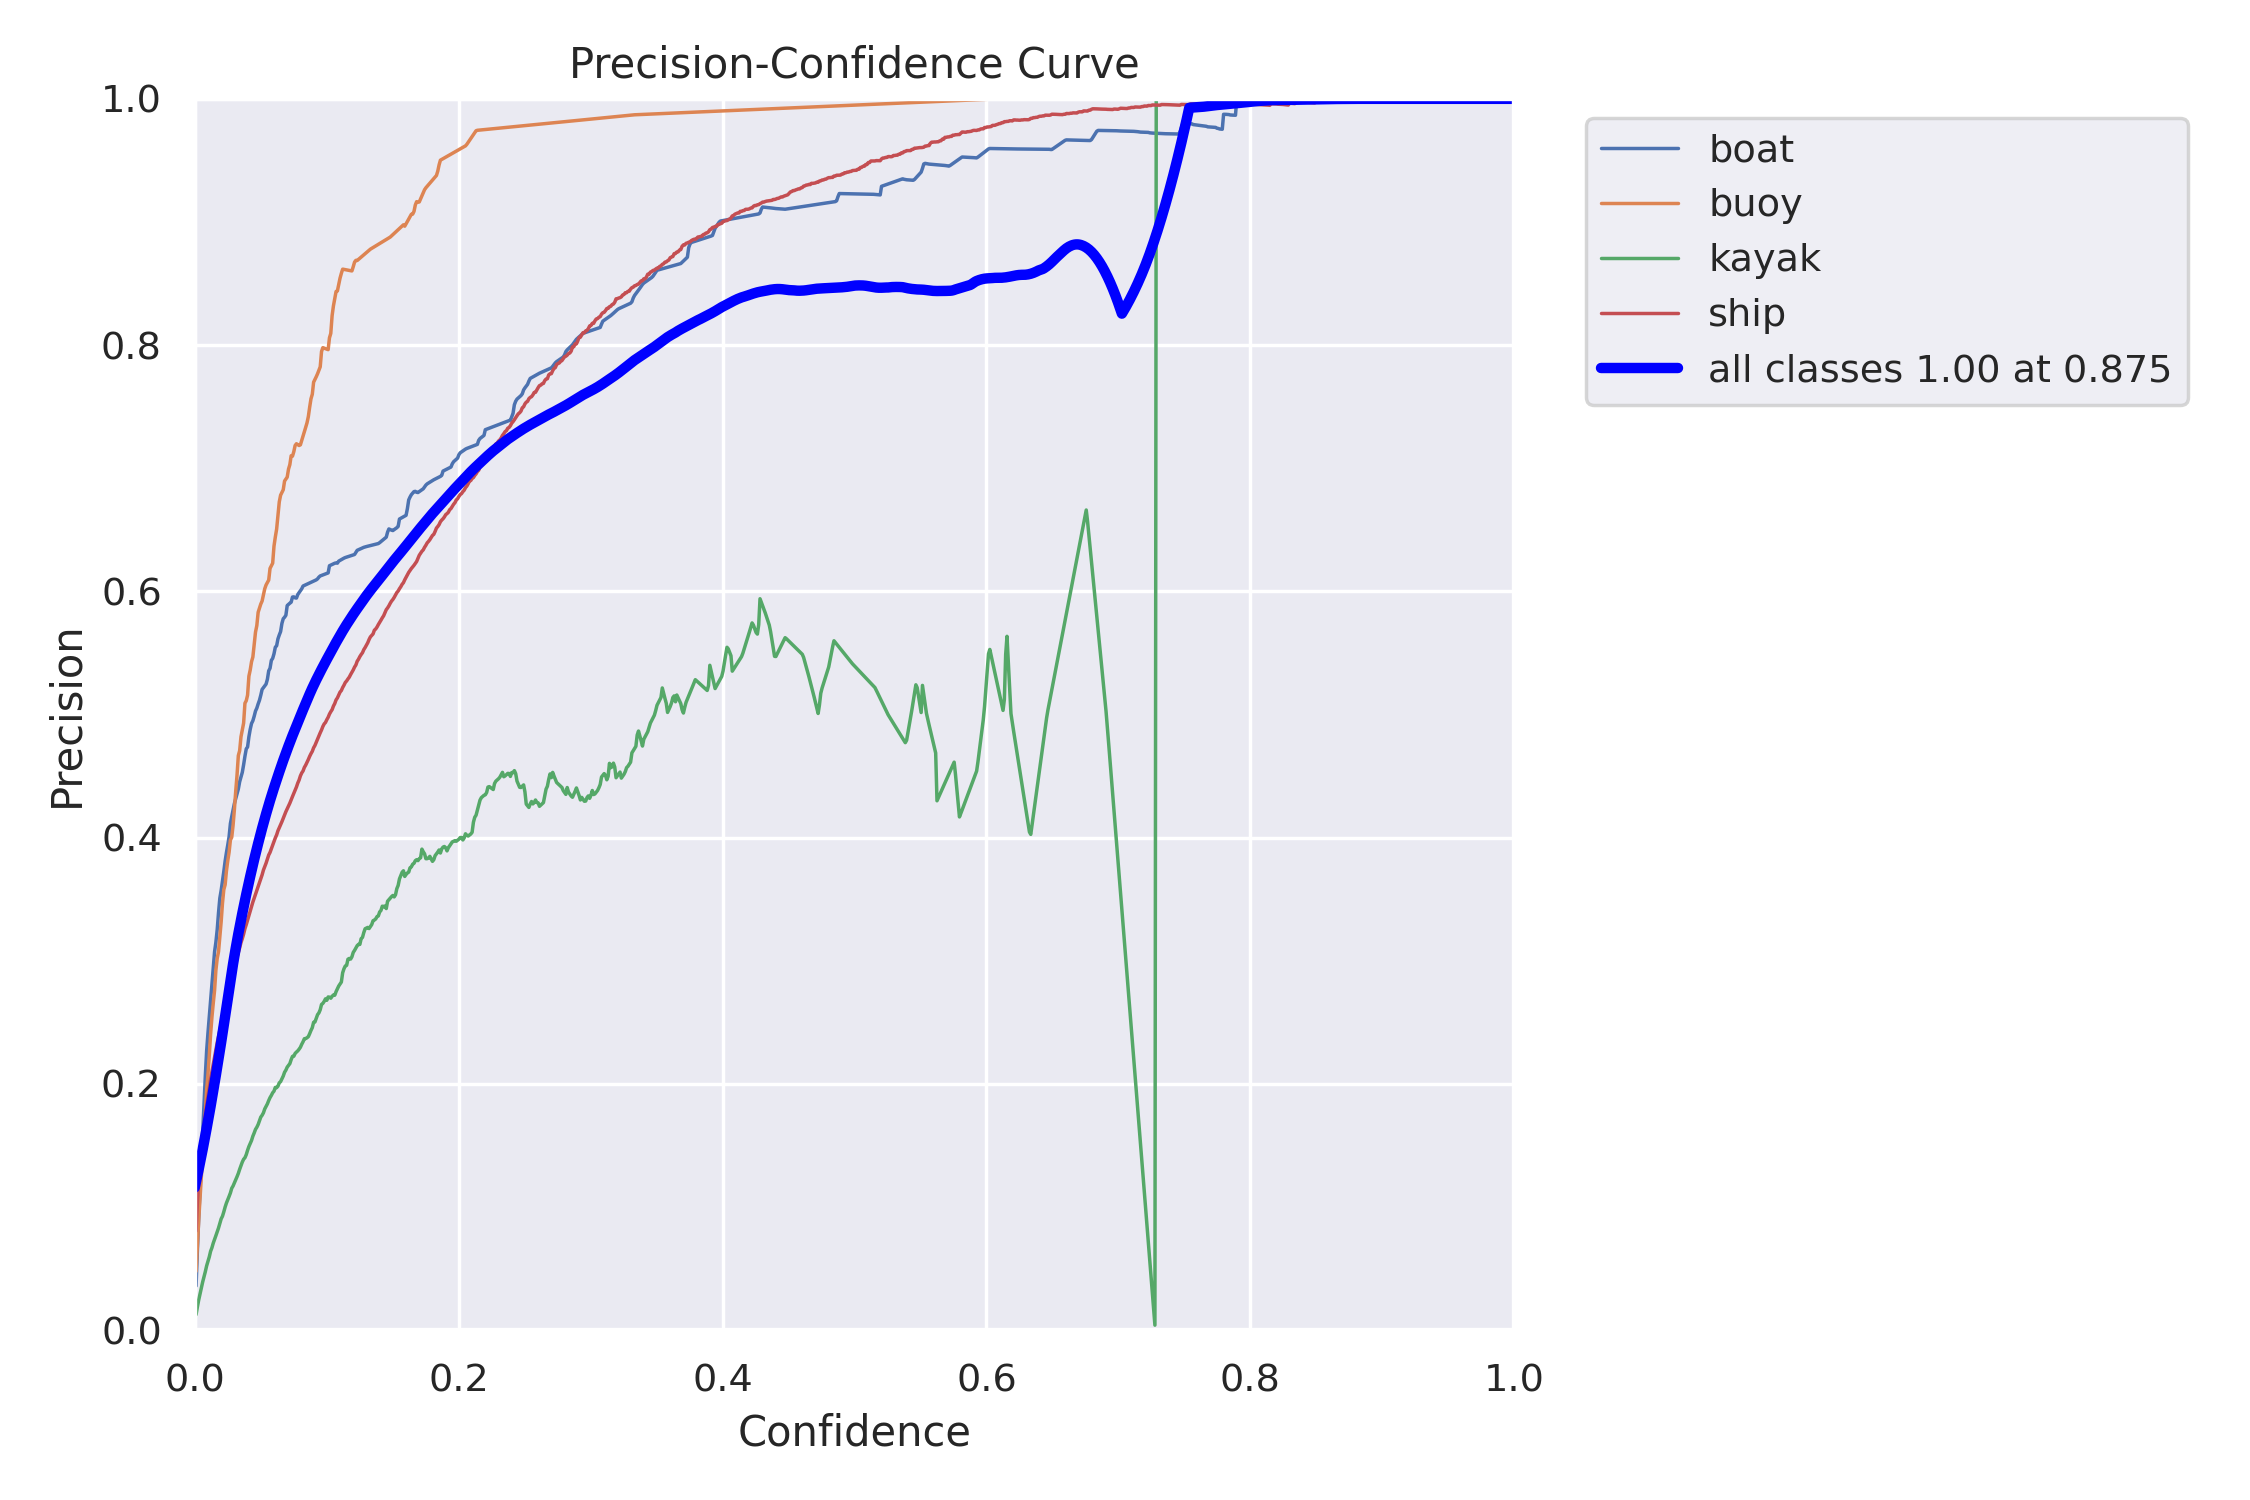 Precision-Confidence Curve
1.0
0.8
0.6
0.4
0.2
0.0
Precision
0.0 0.2 0.4 0.6 0.8 1.0
Confidence
boat
buoy
kayak
ship
all classes 1.00 at 0.875